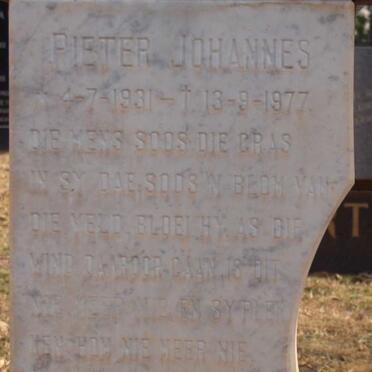 PIETER JOHANNES
* 4-7-1931 – † 13-9-1977
DIE MENS SOOS DIE GRAS
IN SY DAE, SOOS 'N BLOM VAN
DIE VELD, BLOEI HY. AS DIE
WIND DAAROOR GAAN, IS DIT
NIE MEER NIE EN SY PLEK
KEN HOM NIE MEER NIE.